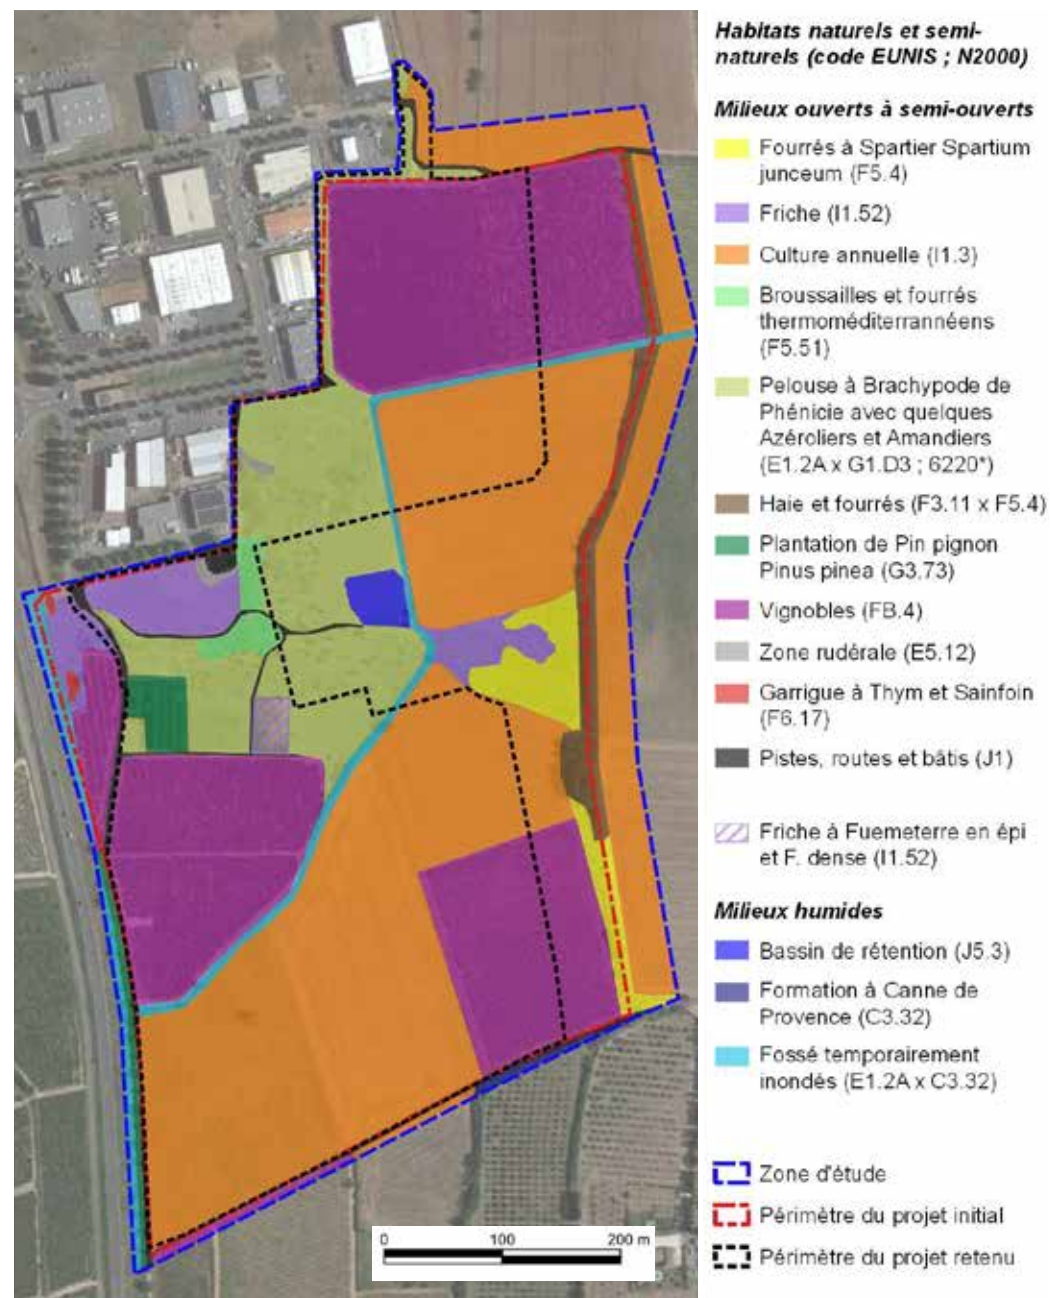 Habitats naturels et semi-
naturels (code EUNIS ; N2000)
Milieux ouverts à semi-ouverts
Fourrés à Spartier Spartium
junceum (F5.4)
Friche (I1.52)
Culture annuelle (I1.3)
Broussailles et fourrés
thermoméditerrannéens
(F5.51)
Pelouse à Brachypode de
Phénicie avec quelques
Azéroliers et Amandiers
(E1.2A x G1.D3 ; 6220*)
Haie et fourrés (F3.11 x F5.4)
Plantation de Pin pignon
Pinus pinea (G3.73)
Vignobles (FB.4)
Zone rudérale (E5.12)
Garrigue à Thym et Sainfoin
(F6.17)
Pistes, routes et bâtis (J1)
Friche à Fuemeterre en épi
et F. dense (I1.52)
Milieux humides
Bassin de rétention (J5.3)
Formation à Canne de
Provence (C3.32)
Fossé temporairement
inondés (E1.2A x C3.32)
Zone d'étude
Périmètre du projet initial
Périmètre du projet retenu
0 100 200 m